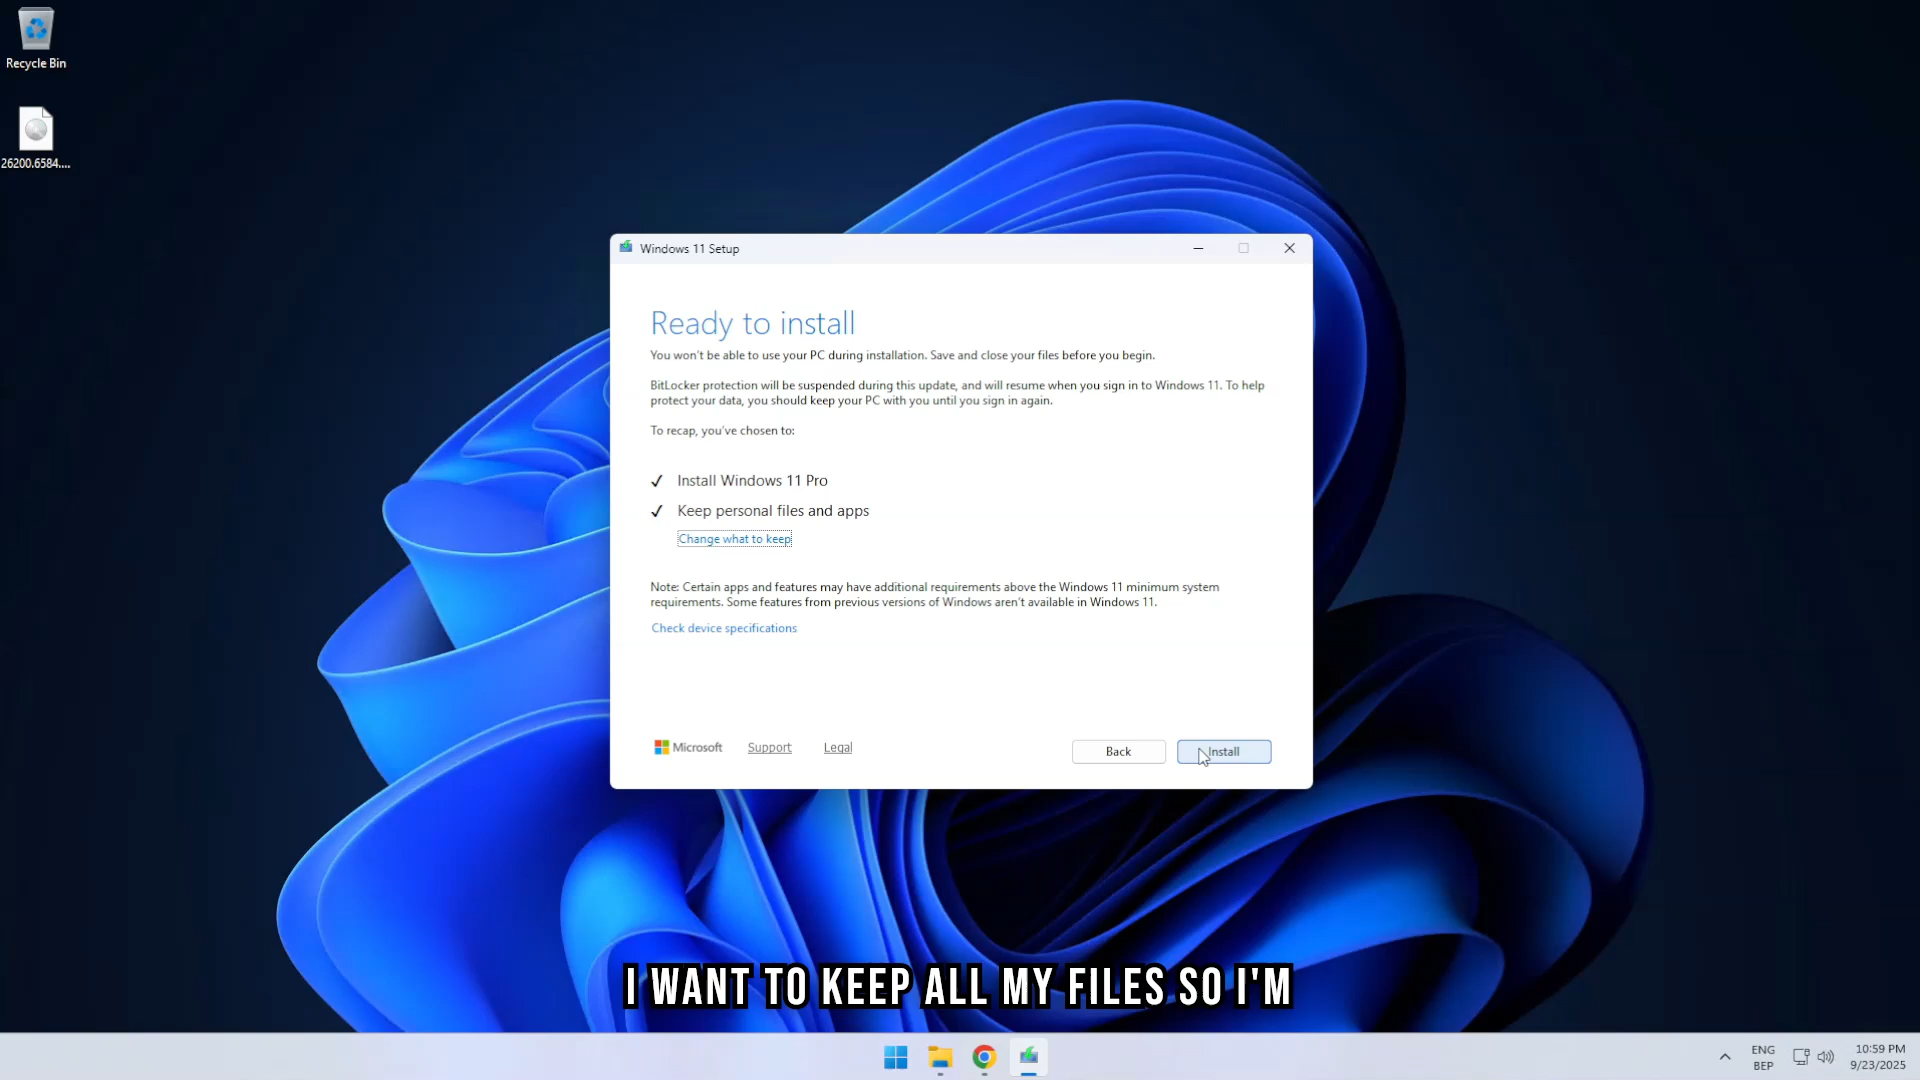 Recycle Bin
26200.6584....
Windows 11 Setup
Ready to install
You won't be able to use your PC during installation. Save and close your files before you begin.
BitLocker protection will be suspended during this update, and will resume when you sign in to Windows 11. To help
protect your data, you should keep your PC with you until you sign in again.
To recap, you've chosen to:
Install Windows 11 Pro
Keep personal files and apps
Change what to keep
Note: Certain apps and features may have additional requirements above the Windows 11 minimum system
requirements. Some features from previous versions of Windows aren't available in Windows 11.
Check device specifications
Microsoft
Support
Legal
Back
Install
I WANT TO KEEP ALL MY FILES SO I'M
ENG
BEP
10:59 PM
9/23/2025